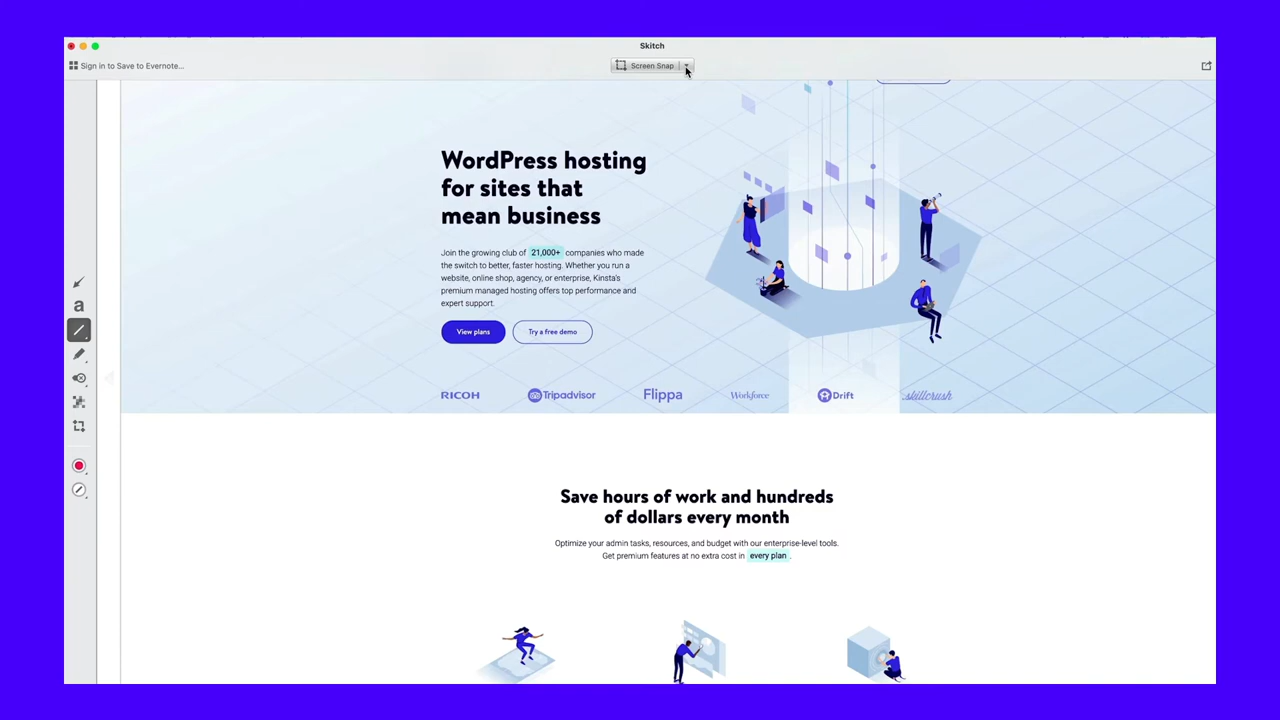 Skitch
Sign in to Save to Evernote...
Screen Snap
a
WordPress hosting
for sites that
mean business
Join the growing club of 21,000+ companies who made
the switch to better, faster hosting. Whether you run a
website, online shop, agency, or enterprise, Kinsta's
premium managed hosting offers top performance and
expert support.
View plans
Try a free demo
RICOH
Tripadvisor
Flippa
Workforce
Drift
.skillcrush
Save hours of work and hundreds
of dollars every month
Optimize your admin tasks, resources, and budget with our enterprise-level tools.
Get premium features at no extra cost in every plan.